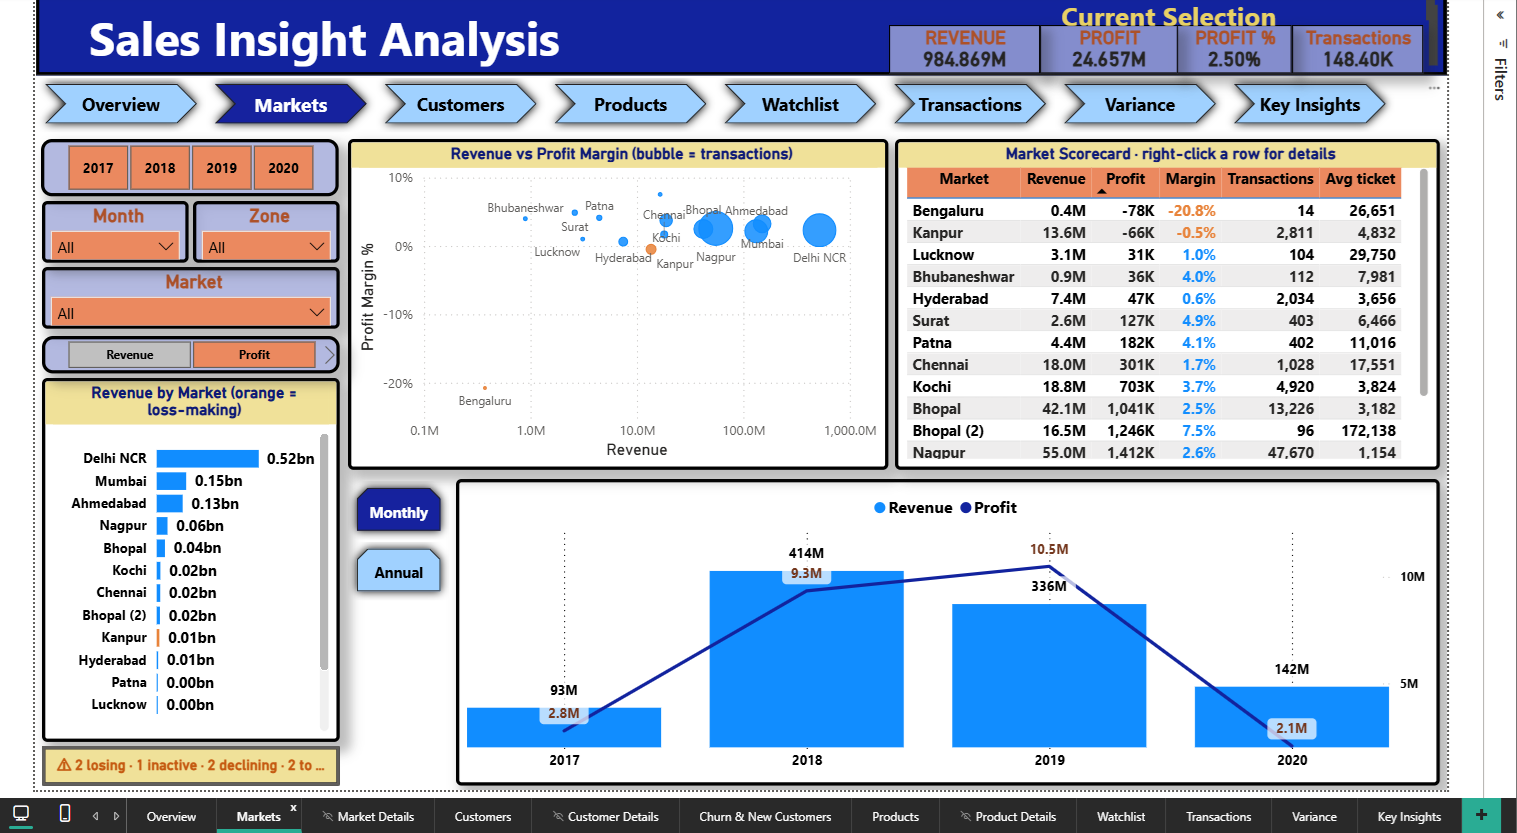 Sales Insight Analysis
Current Selection
REVENUE PROFIT PROFIT % Transactions
984.869M 24.657M 2.50% 148.40K
Filters
Overview Markets Customers Products Watchlist Transactions Variance Key Insights
2017 2018 2019 2020
Month Zone
All All
Market
All
Revenue Profit
Revenue by Market (orange =
loss-making)
Delhi NCR 0.52bn
Mumbai 0.15bn
Ahmedabad 0.13bn
Nagpur 0.06bn
Bhopal 0.04bn
Kochi 0.02bn
Chennai 0.02bn
Bhopal (2) 0.02bn
Kanpur 0.01bn
Hyderabad 0.01bn
Patna 0.00bn
Lucknow 0.00bn
⚠ 2 losing · 1 inactive · 2 declining · 2 to ...
Revenue vs Profit Margin (bubble = transactions)
Profit Margin %
10%
0%
-10%
-20%
Bhubaneshwar Patna
Surat Chennai Bhopal Ahmedabad
Lucknow Kochi Mumbai
Hyderabad Kanpur Nagpur Delhi NCR
Bengaluru
0.1M 1.0M 10.0M 100.0M 1,000.0M
Revenue
Market Scorecard · right-click a row for details
Market Revenue Profit Margin Transactions Avg ticket
Bengaluru 0.4M -78K -20.8% 14 26,651
Kanpur 13.6M -66K -0.5% 2,811 4,832
Lucknow 3.1M 31K 1.0% 104 29,750
Bhubaneshwar 0.9M 36K 4.0% 112 7,981
Hyderabad 7.4M 47K 0.6% 2,034 3,656
Surat 2.6M 127K 4.9% 403 6,466
Patna 4.4M 182K 4.1% 402 11,016
Chennai 18.0M 301K 1.7% 1,028 17,551
Kochi 18.8M 703K 3.7% 4,920 3,824
Bhopal 42.1M 1,041K 2.5% 13,226 3,182
Bhopal (2) 16.5M 1,246K 7.5% 96 172,138
Nagpur 55.0M 1,412K 2.6% 47,670 1,154
Monthly
Annual
Revenue Profit
93M
2.8M
414M
9.3M
10.5M
336M
142M
2.1M
10M
5M
2017 2018 2019 2020
Overview Markets x Market Details Customers Customer Details Churn & New Customers Products Product Details Watchlist Transactions Variance Key Insights +